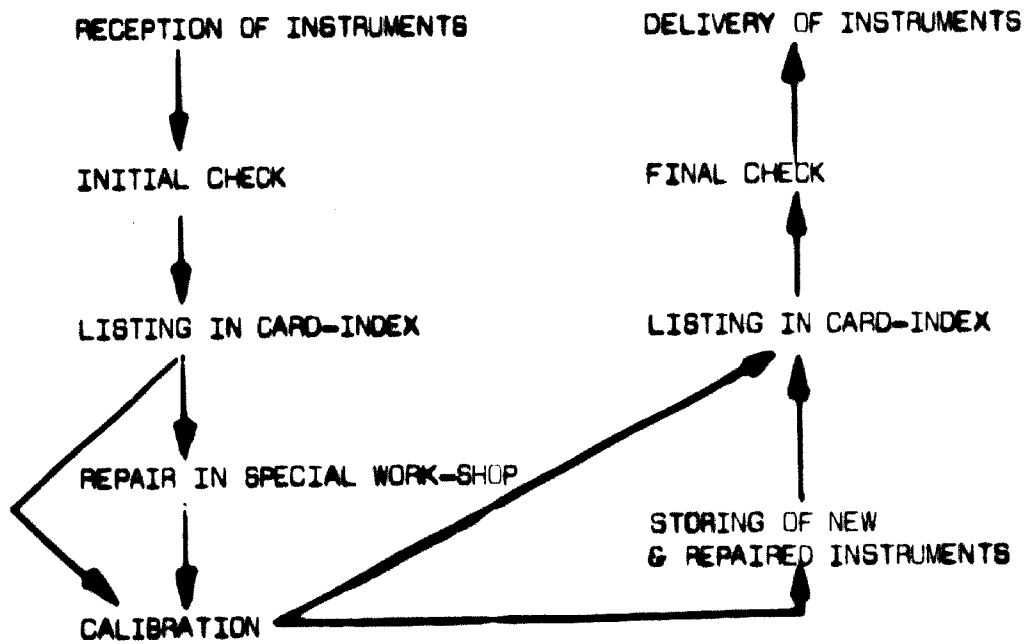 RECEPTION OF INSTRUMENTS
INITIAL CHECK
LISTING IN CARD-INDEX
REPAIR IN SPECIAL WORK-SHOP
CALIBRATION
DELIVERY OF INSTRUMENTS
FINAL CHECK
LISTING IN CARD-INDEX
STORING OF NEW
& REPAIRED INSTRUMENTS